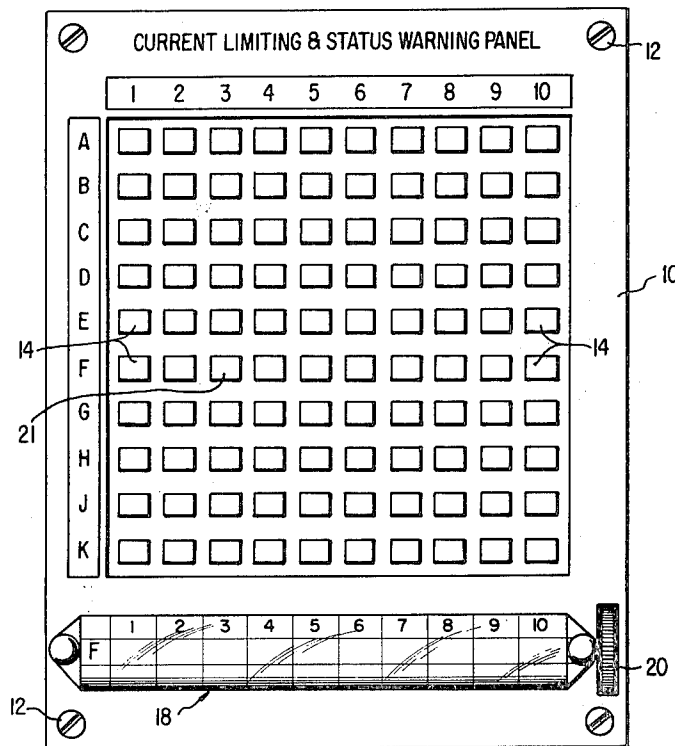 CURRENT LIMITING & STATUS WARNING PANEL
12
1 2 3 4 5 6 7 8 9 10
A
B
C
D
10
E
14
14
F
21
G
H
J
K
1 2 3 4 5 6 7 8 9 10
F
20
12
18